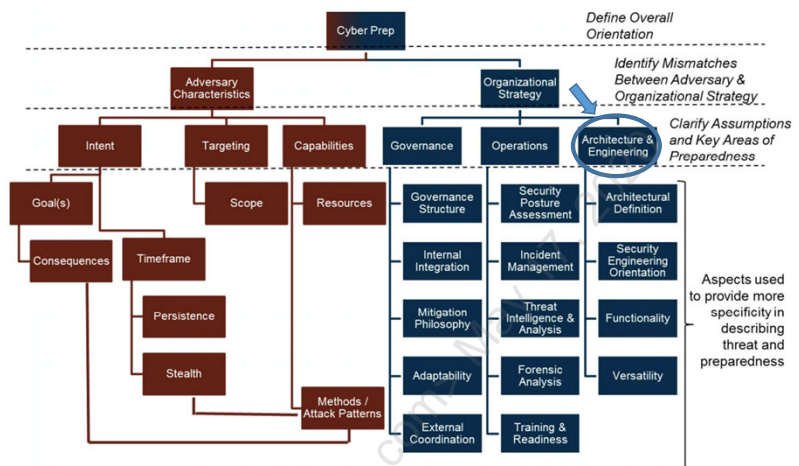 Cyber Prep
Define Overall
Orientation
Adversary
Characteristics
Organizational
Strategy
Identify Mismatches
Between Adversary &
Organizational Strategy
Intent
Targeting
Capabilities
Governance
Operations
Architecture &
Engineering
Clarify Assumptions
and Key Areas of
Preparedness
Goal(s)
Scope
Resources
Governance
Structure
Security
Posture
Assessment
Architectural
Definition
Consequences
Timeframe
Internal
Integration
Incident
Management
Security
Engineering
Orientation
Persistence
Mitigation
Philosophy
Threat
Intelligence &
Analysis
Functionality
Stealth
Adaptability
Forensic
Analysis
Versatility
Methods /
Attack Patterns
External
Coordination
Training &
Readiness
Aspects used
to provide more
specificity in
describing
threat and
preparedness